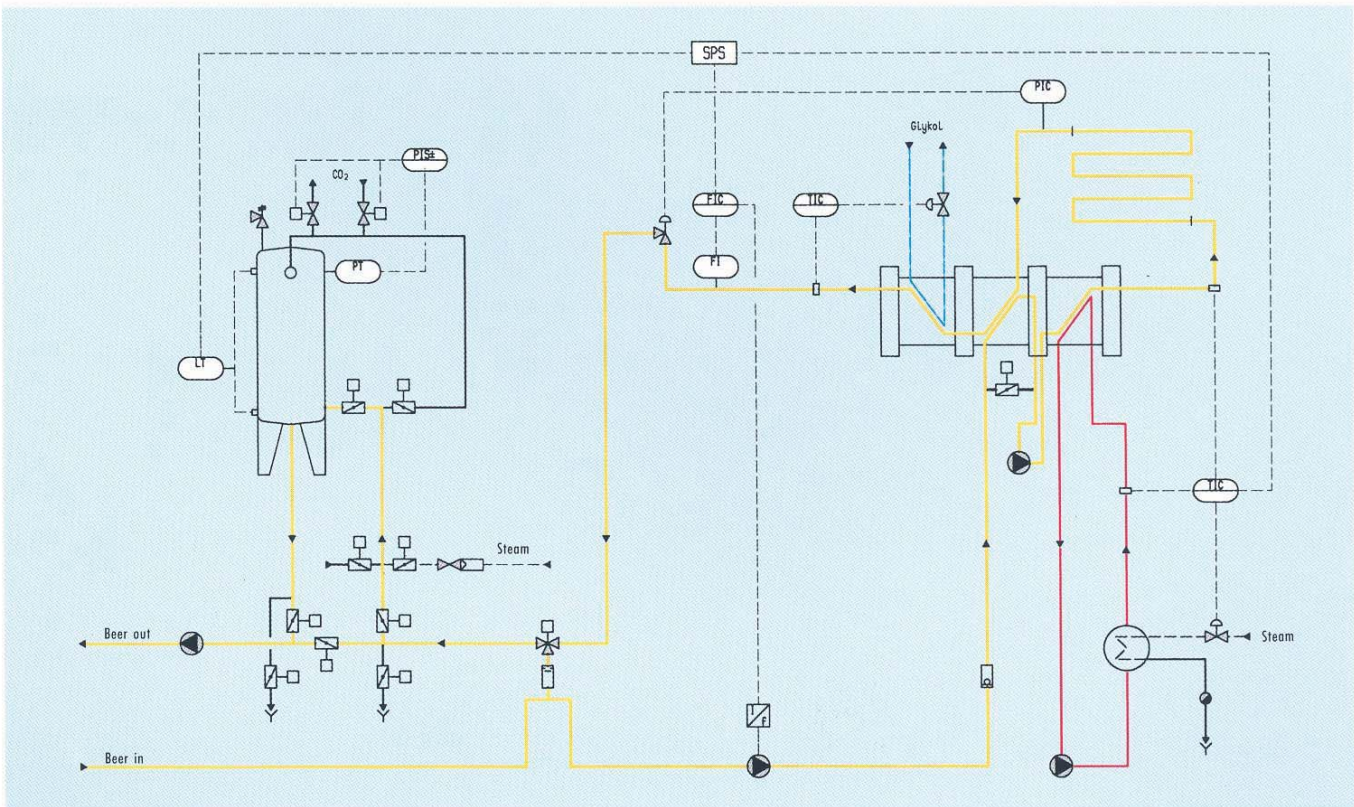 SPS
PIC
GLykoL
PIS±
CO₂
FIC
TIC
PT
FI
LT
TIC
Steam
Beer out
Steam
F
Beer in